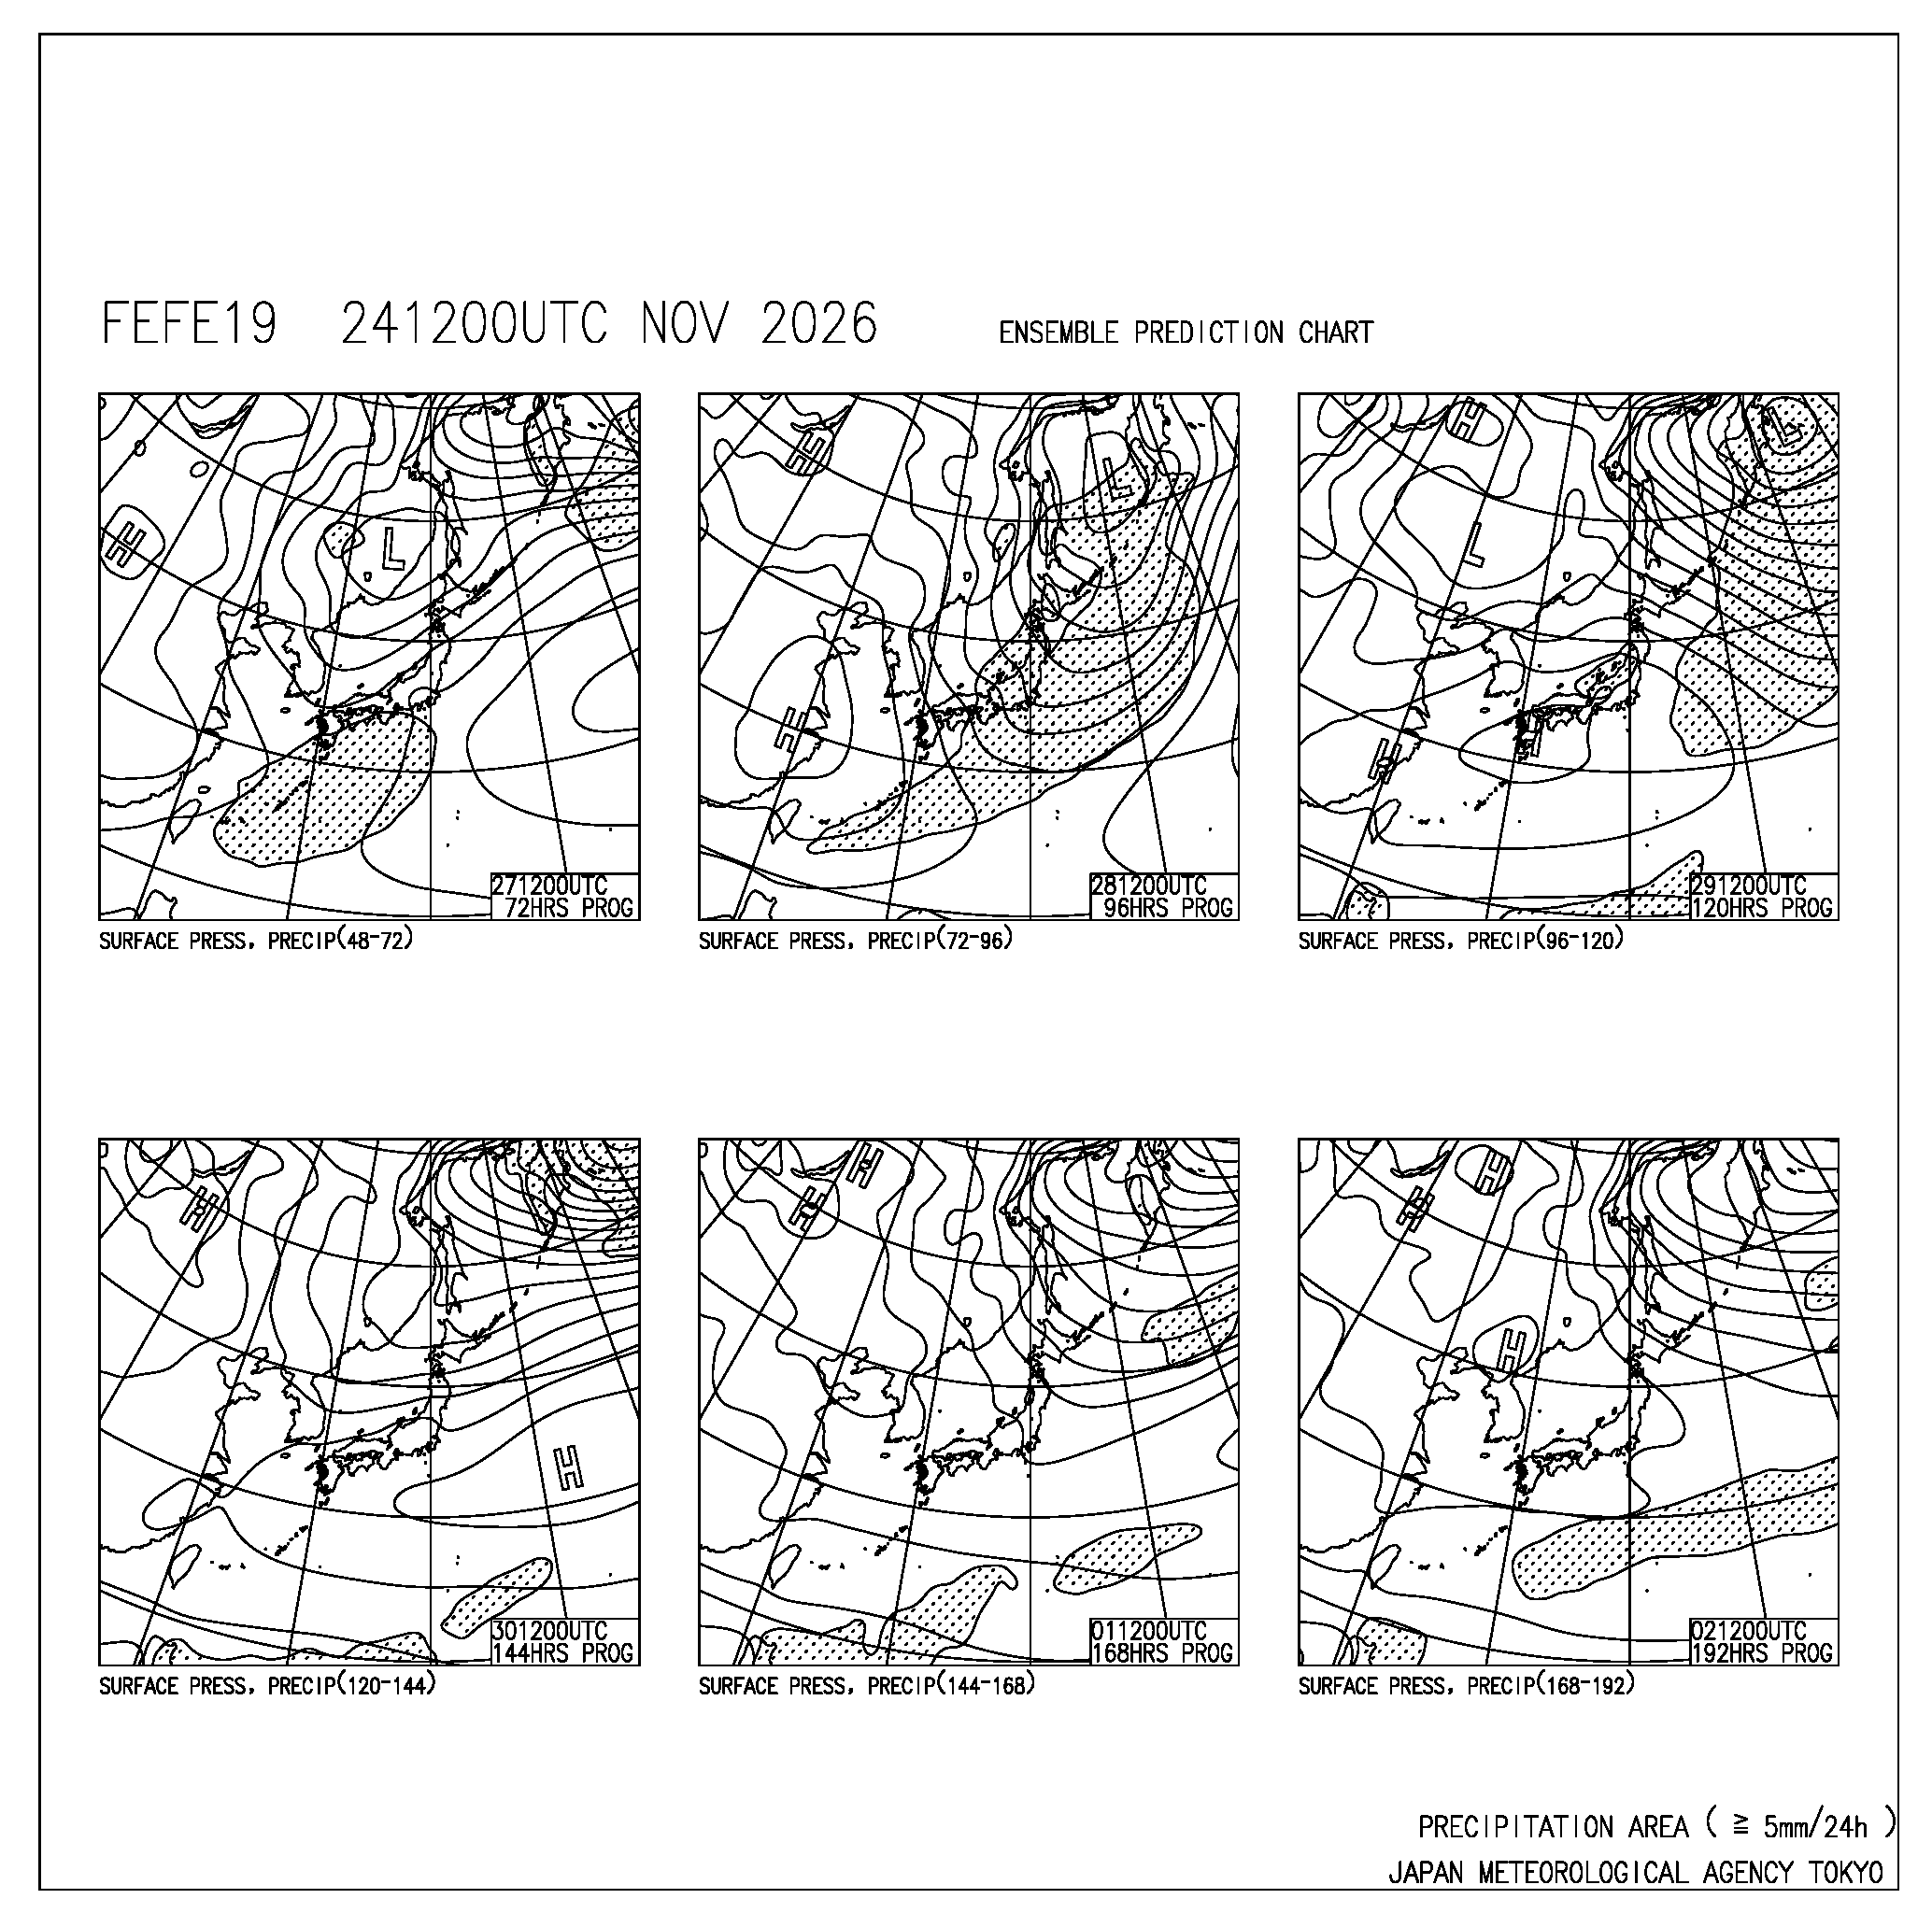 FEFE19 241200UTC NOV 2026 ENSEMBLE PREDICTION CHART
H
L
271200UTC
72HRS PROG
SURFACE PRESS, PRECIP(48-72)
H
L
H
281200UTC
96HRS PROG
SURFACE PRESS, PRECIP(72-96)
H
L
L
H
H
291200UTC
120HRS PROG
SURFACE PRESS, PRECIP(96-120)
H
H
301200UTC
144HRS PROG
SURFACE PRESS, PRECIP(120-144)
H
H
011200UTC
168HRS PROG
SURFACE PRESS, PRECIP(144-168)
H
H
H
021200UTC
192HRS PROG
SURFACE PRESS, PRECIP(168-192)
PRECIPITATION AREA ( ≧ 5mm/24h )
JAPAN METEOROLOGICAL AGENCY TOKYO